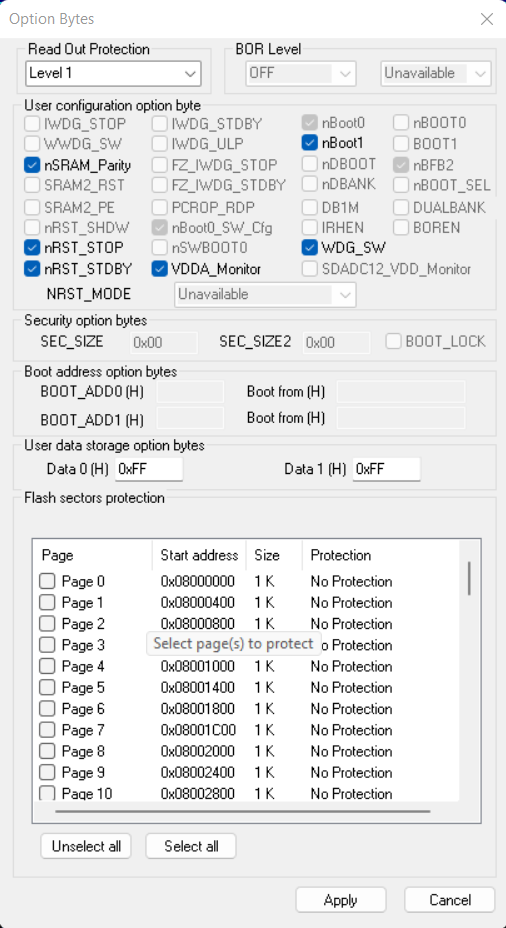 Option Bytes
Read Out Protection
BOR Level
Level 1
OFF
Unavailable
User configuration option byte
IWDG_STOP
IWDG_STDBY
nBoot0
nBOOT0
WWDG_SW
IWDG_ULP
nBoot1
BOOT1
nSRAM_Parity
FZ_IWDG_STOP
nDBOOT
nBFB2
SRAM2_RST
FZ_IWDG_STDBY
nDBANK
nBOOT_SEL
SRAM2_PE
PCROP_RDP
DB1M
DUALBANK
nRST_SHDW
nBoot0_SW_Cfg
IRHEN
BOREN
nRST_STOP
nSWBOOT0
WDG_SW
nRST_STDBY
VDDA_Monitor
SDADC12_VDD_Monitor
NRST_MODE
Unavailable
Security option bytes
SEC_SIZE
0x00
SEC_SIZE2
0x00
BOOT_LOCK
Boot address option bytes
BOOT_ADD0 (H)
Boot from (H)
BOOT_ADD1 (H)
Boot from (H)
User data storage option bytes
Data 0 (H)
0xFF
Data 1 (H)
0xFF
Flash sectors protection
Page Start address Size Protection
Page 0 0x08000000 1 K No Protection
Page 1 0x08000400 1 K No Protection
Page 2 0x08000800 1 K No Protection
Page 3 No Protection
Select page(s) to protect
Page 4 0x08001000 1 K No Protection
Page 5 0x08001400 1 K No Protection
Page 6 0x08001800 1 K No Protection
Page 7 0x08001C00 1 K No Protection
Page 8 0x08002000 1 K No Protection
Page 9 0x08002400 1 K No Protection
Page 10 0x08002800 1 K No Protection
Unselect all
Select all
Apply
Cancel